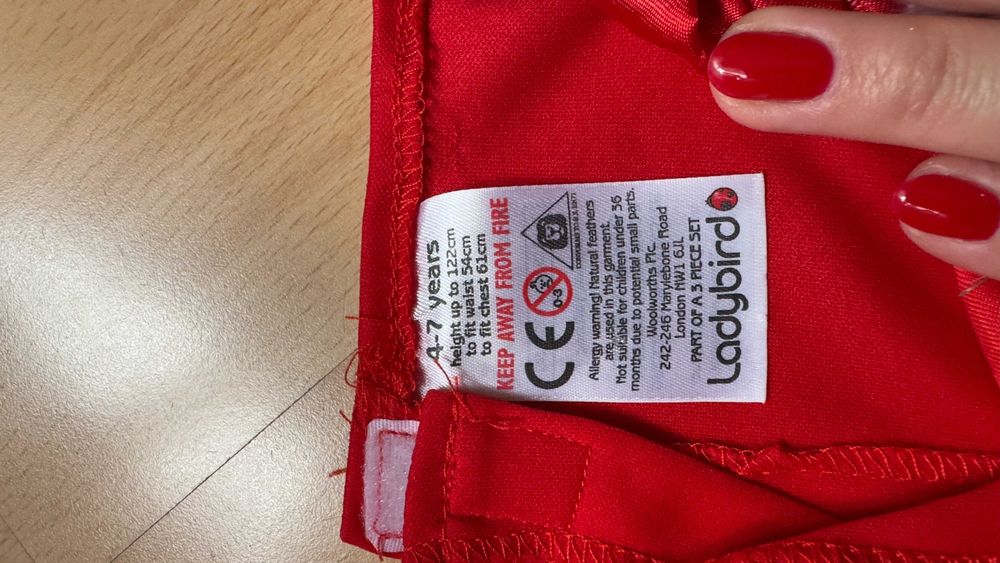 4-7 years
height up to 122cm
to fit waist 54cm
to fit chest 61cm
KEEP AWAY FROM FIRE
CE
0-3
Allergy warning! Natural feathers
are used in this garment.
Not suitable for children under 36
months due to potential small parts.
Woolworths Plc.
242-246 Marylebone Road
London NW1 6JL
PART OF A 3 PIECE SET
Ladybird